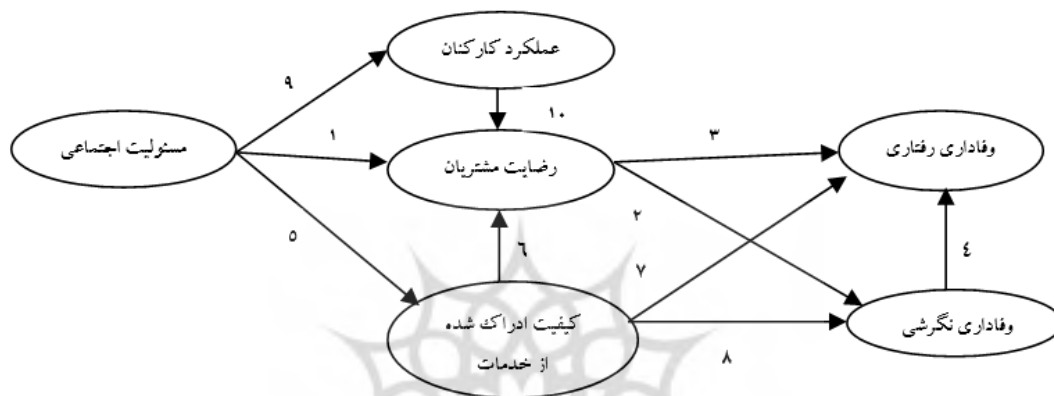 عملکرد کارکنان
۹
۱۰
مسئولیت اجتماعی
۱
رضایت مشتریان
۳
وفاداری رفتاری
۵
۶
۲
۷
٤
کیفیت ادراک شده
از خدمات
۸
وفاداری نگرشی